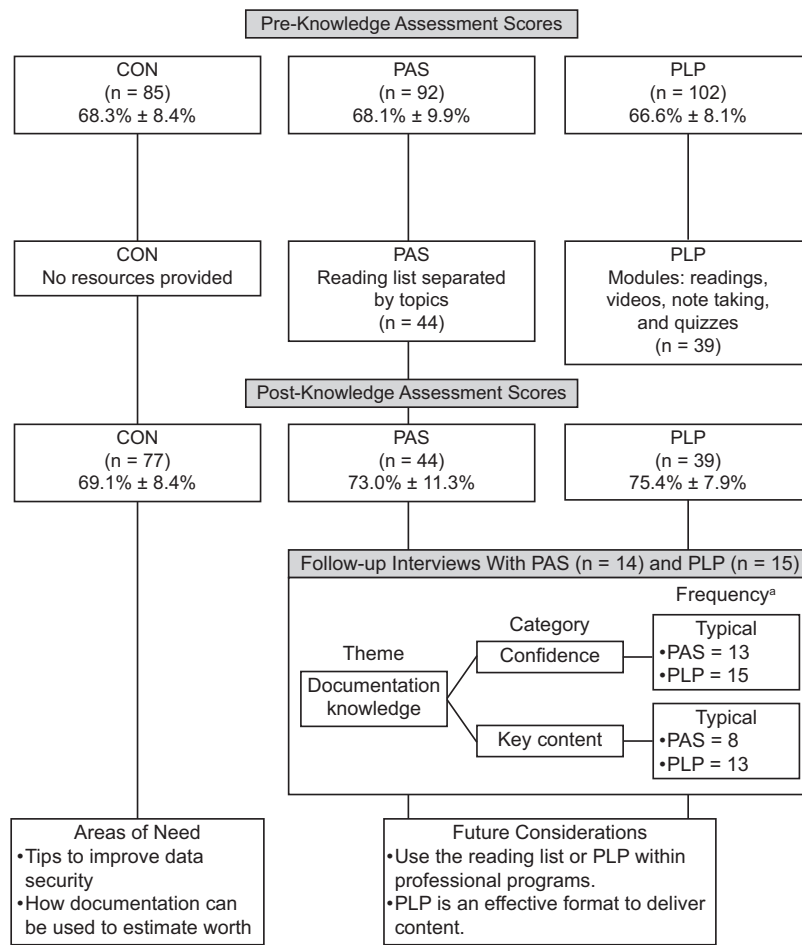 Pre-Knowledge Assessment Scores
CON
(n = 85)
68.3% ± 8.4%
PAS
(n = 92)
68.1% ± 9.9%
PLP
(n = 102)
66.6% ± 8.1%
CON
No resources provided
PAS
Reading list separated
by topics
(n = 44)
PLP
Modules: readings,
videos, note taking,
and quizzes
(n = 39)
Post-Knowledge Assessment Scores
CON
(n = 77)
69.1% ± 8.4%
PAS
(n = 44)
73.0% ± 11.3%
PLP
(n = 39)
75.4% ± 7.9%
Follow-up Interviews With PAS (n = 14) and PLP (n = 15)
Theme
Documentation
knowledge
Category
Confidence
Key content
Frequencyᵃ
Typical
•PAS = 13
•PLP = 15
Typical
•PAS = 8
•PLP = 13
Areas of Need
•Tips to improve data
security
•How documentation can
be used to estimate worth
Future Considerations
•Use the reading list or PLP within
professional programs.
•PLP is an effective format to deliver
content.